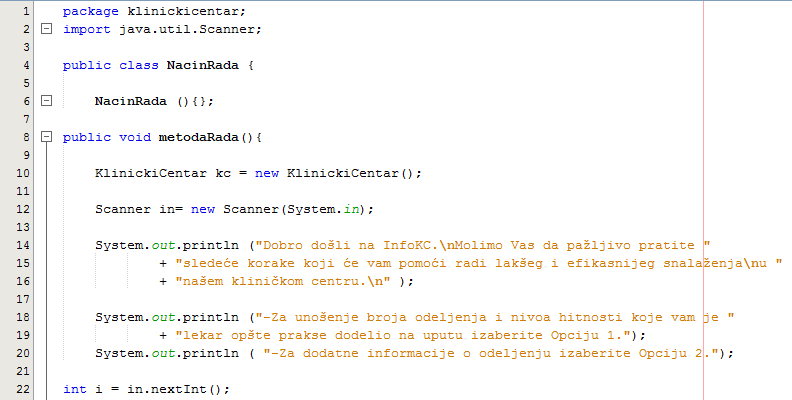 1 package klinickicentar;
2 import java.util.Scanner;
3
4 public class NacinRada {
5
6 NacinRada (){};
7
8 public void metodaRada(){
9
10 KlinickiCentar kc = new KlinickiCentar();
11
12 Scanner in= new Scanner(System.in);
13
14 System.out.println ("Dobro došli na InfoKC.\nMolimo Vas da pažljivo pratite "
15 + "sledeće korake koji će vam pomoći radi lakšeg i efikasnijeg snalaženja\nu "
16 + "našem kliničkom centru.\n" );
17
18 System.out.println ("-Za unošenje broja odeljenja i nivoa hitnosti koje vam je "
19 + "lekar opšte prakse dodelio na uputu izaberite Opciju 1.");
20 System.out.println ( "-Za dodatne informacije o odeljenju izaberite Opciju 2.");
21
22 int i = in.nextInt();